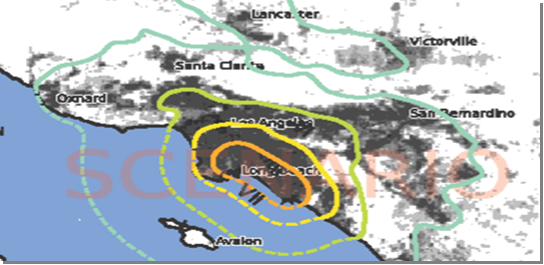 Lancaster
Victorville
Santa Clarita
Oxnard
San Bernardino
Los Angeles
SCENARIO
Long Beach
VII
Avalon